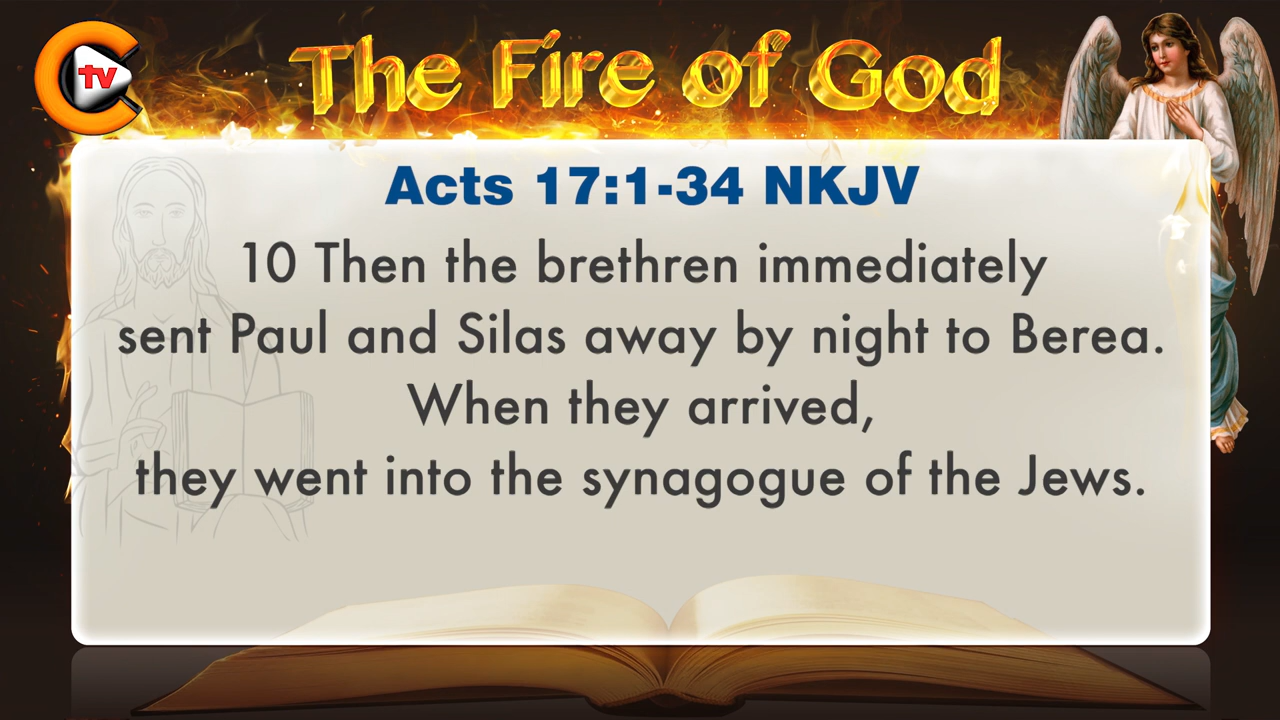 tv
The Fire of God
Acts 17:1-34 NKJV
10 Then the brethren immediately
sent Paul and Silas away by night to Berea.
When they arrived,
they went into the synagogue of the Jews.